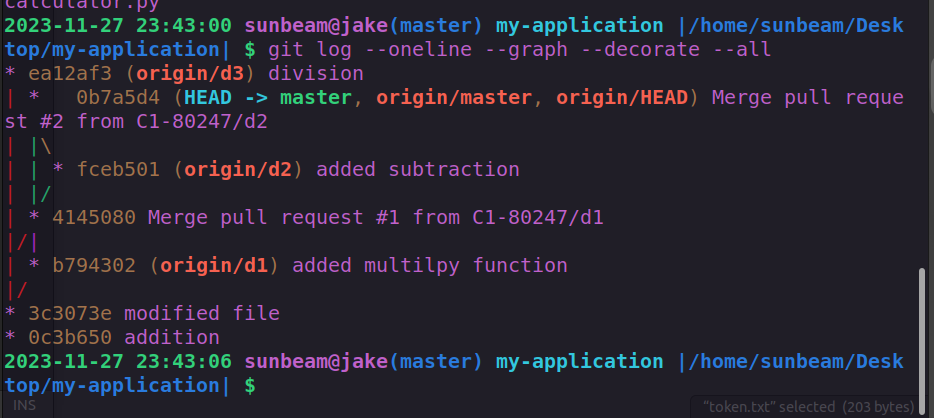 calculator.py
2023-11-27 23:43:00 sunbeam@jake(master) my-application |/home/sunbeam/Desk
top/my-application| $ git log --oneline --graph --decorate --all
* ea12af3 (origin/d3) division
| *   0b7a5d4 (HEAD -> master, origin/master, origin/HEAD) Merge pull reque
st #2 from C1-80247/d2
| |\
| | * fceb501 (origin/d2) added subtraction
| |/
| * 4145080 Merge pull request #1 from C1-80247/d1
|/|
| * b794302 (origin/d1) added multilpy function
|/
* 3c3073e modified file
* 0c3b650 addition
2023-11-27 23:43:06 sunbeam@jake(master) my-application |/home/sunbeam/Desk
top/my-application| $
INS
"token.txt" selected (203 bytes)